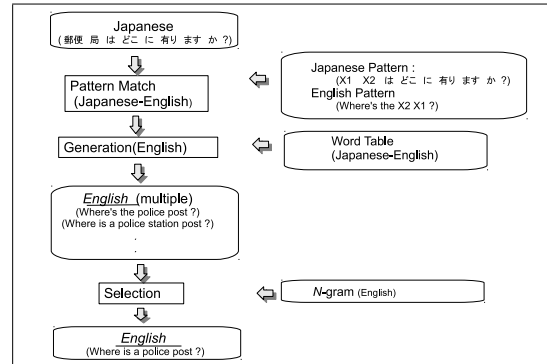 Japanese
(郵便 局 は どこ に 有り ます か ?)
Pattern Match
(Japanese-English)
Japanese Pattern :
(X1 X2 は どこ に 有り ます か ?)
English Pattern
(Where's the X2 X1 ?)
Generation(English)
Word Table
(Japanese-English)
English (multiple)
(Where's the police post ?)
(Where is a police station post ?)
.
.
Selection
N-gram (English)
English
(Where is a police post ?)